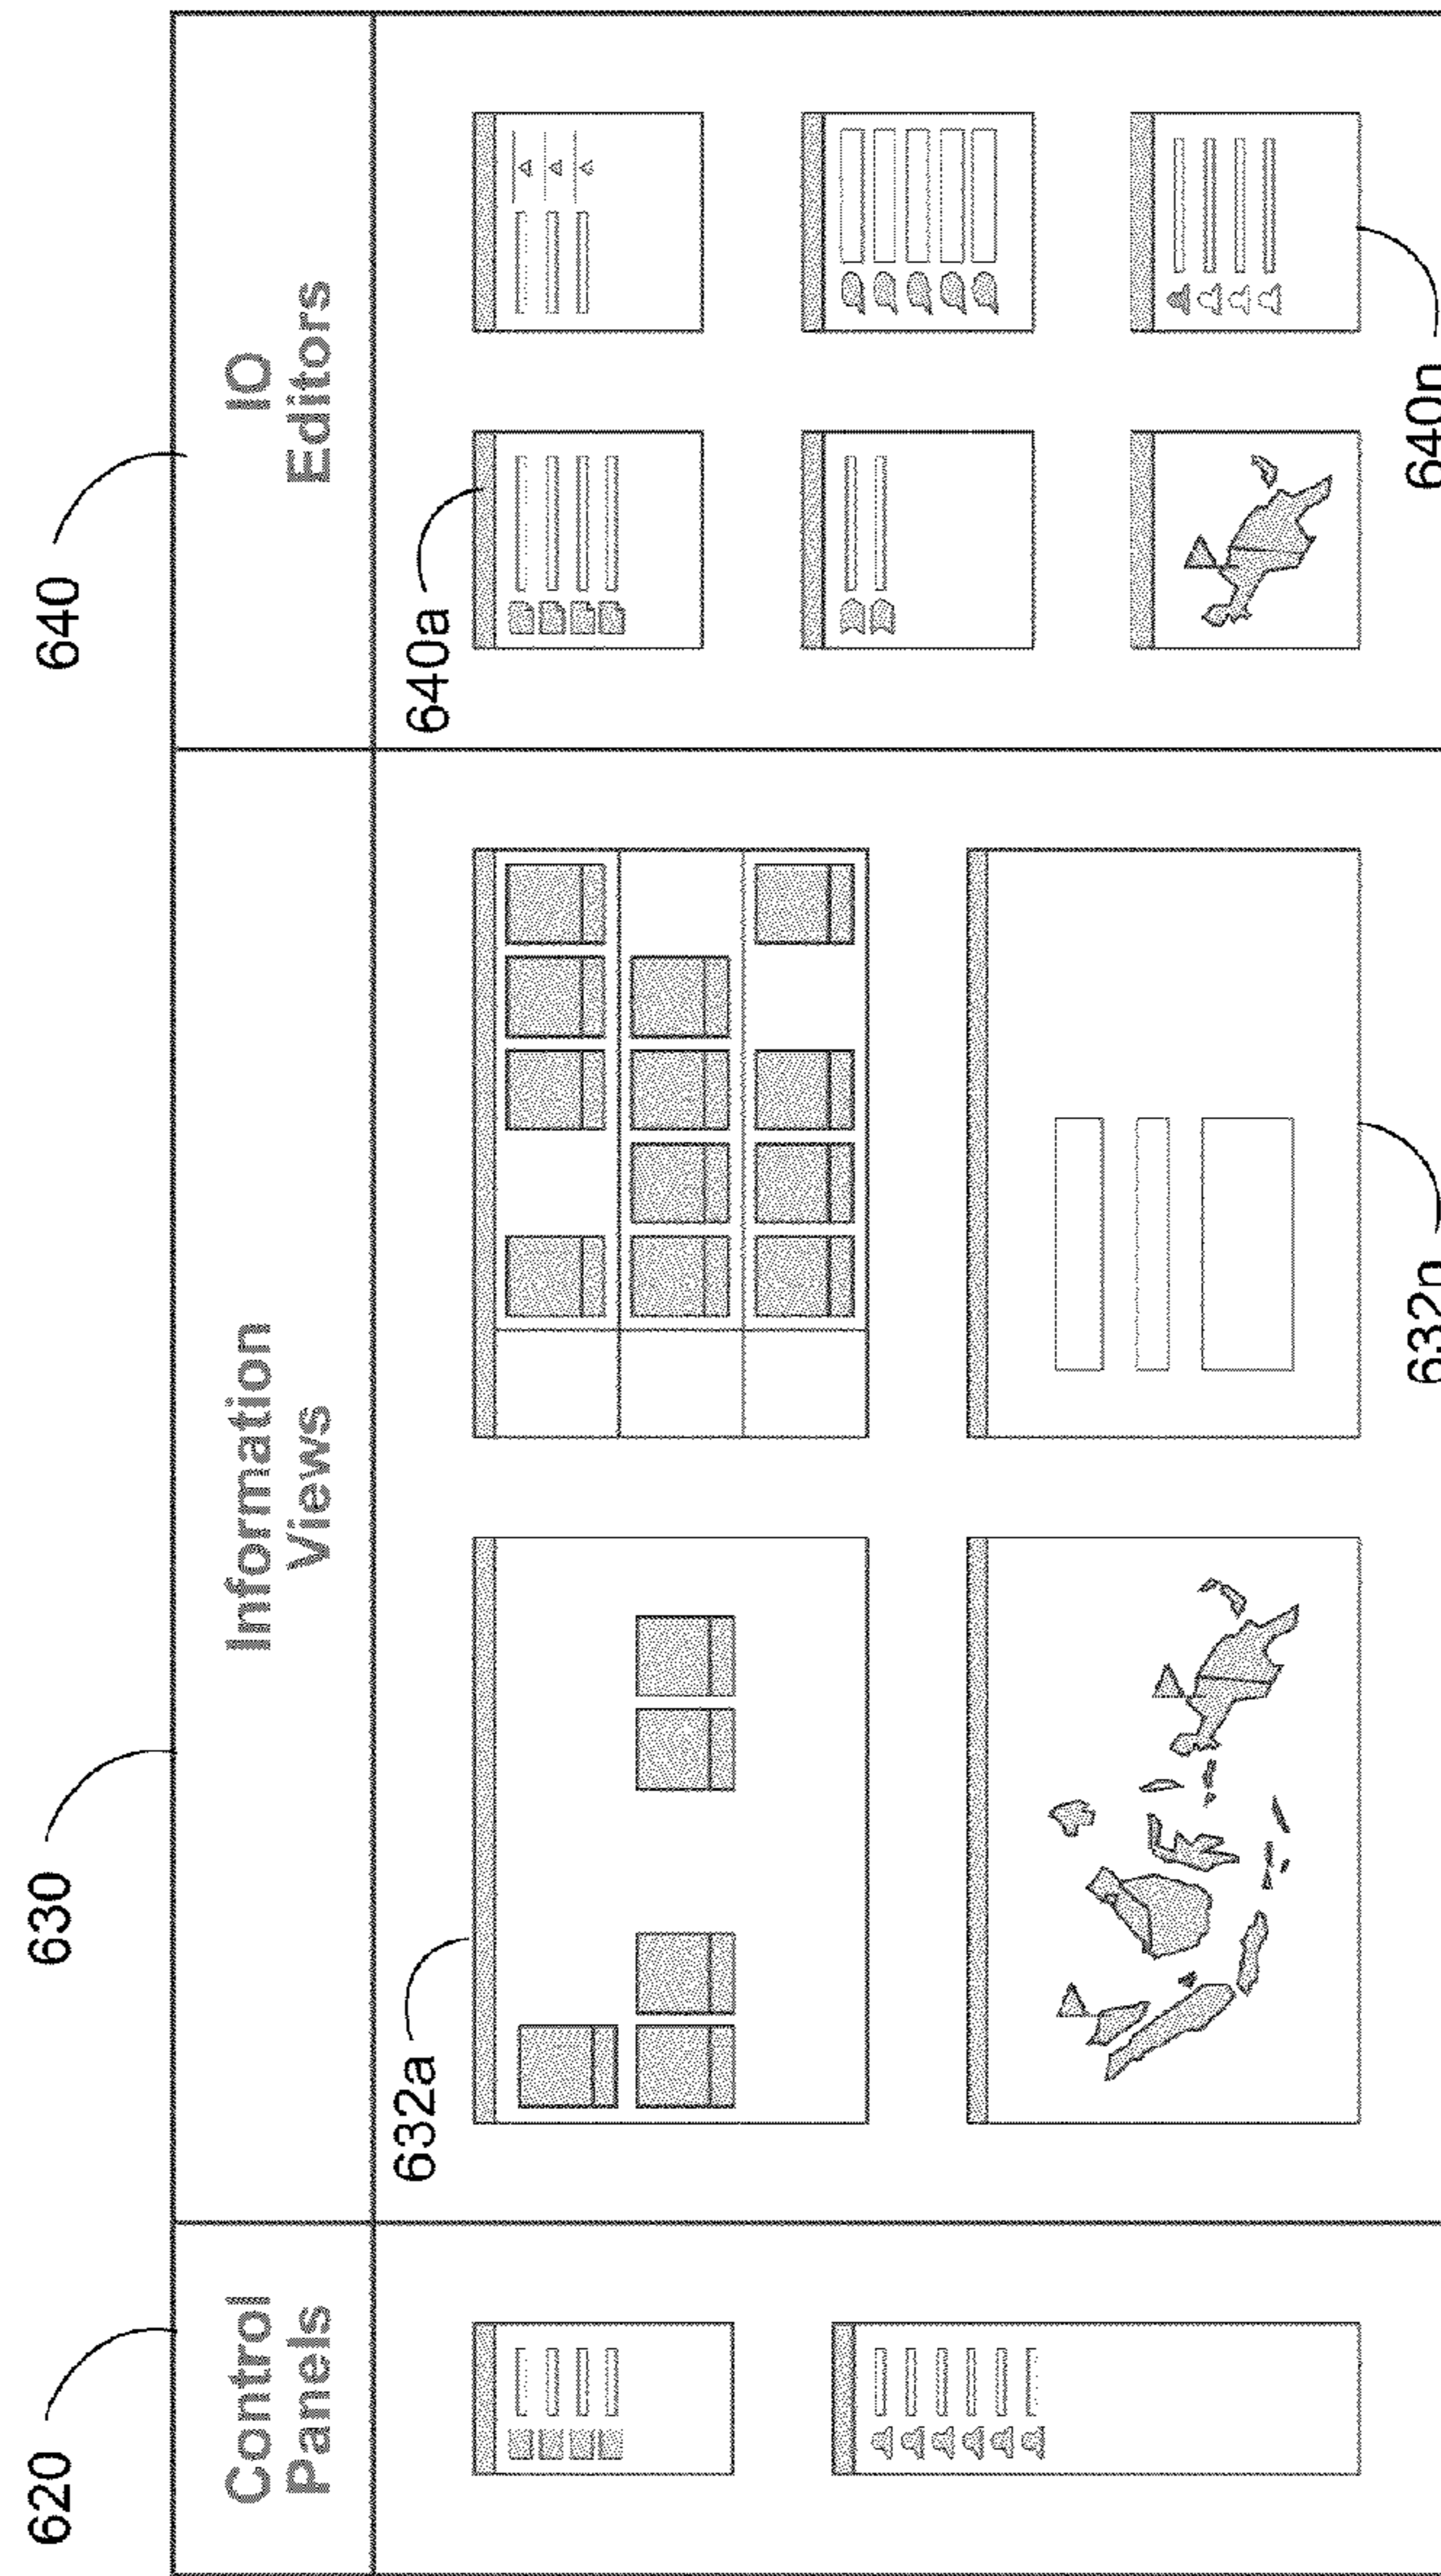 620
630
640
Control
Panels
Information
Views
IO
Editors
632a
640a
632n
640n